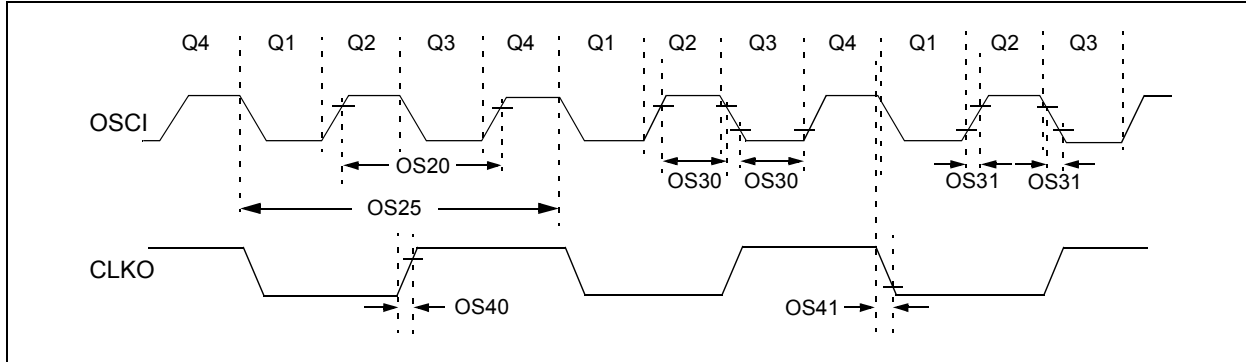 Q4 Q1 Q2 Q3 Q4 Q1 Q2 Q3 Q4 Q1 Q2 Q3
OSCI
OS20
OS30 OS30
OS31 OS31
OS25
CLKO
OS40
OS41